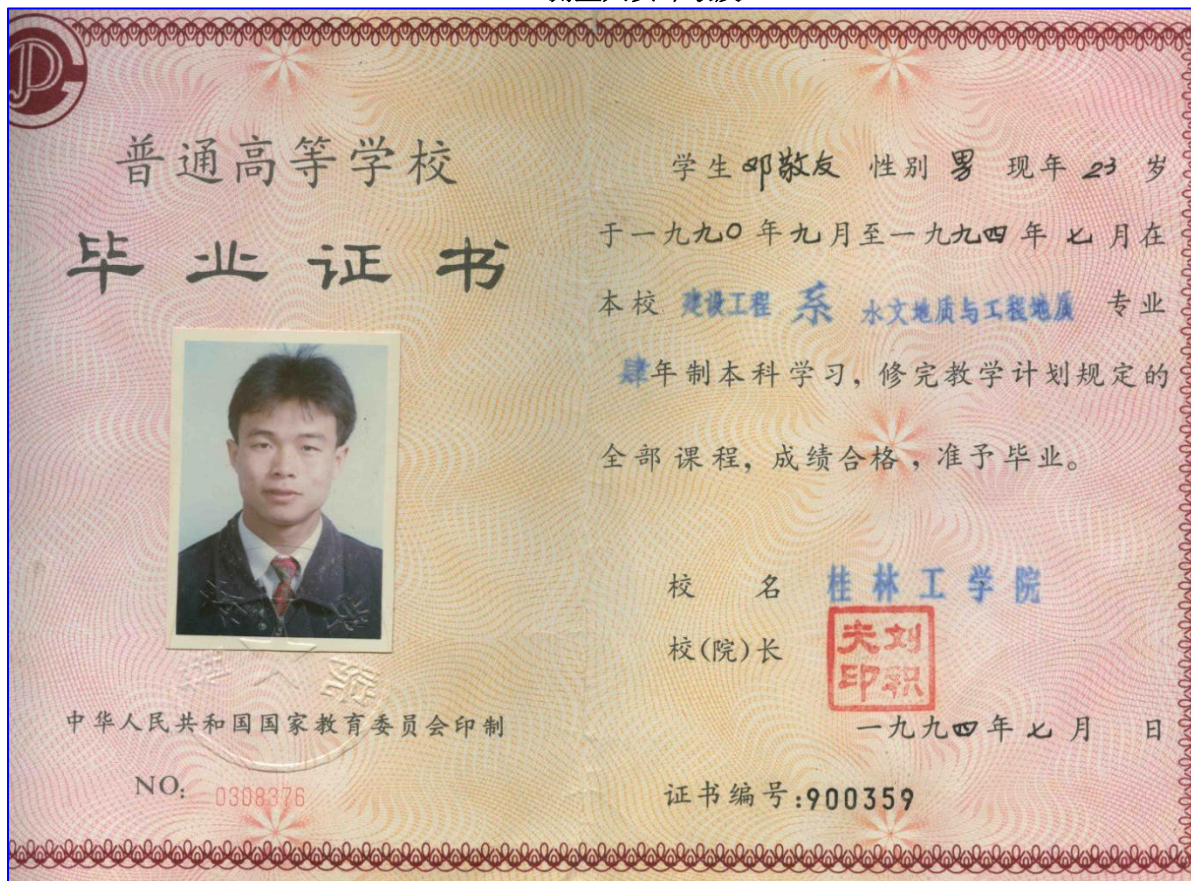 普通高等学校
毕业证书
中华人民共和国国家教育委员会印制
NO: 0308376
学生邓敬友 性别 男 现年 23 岁
于一九九〇年九月至一九九四年七月在
本校 建设工程 系 水文地质与工程地质 专业
肆年制本科学习，修完教学计划规定的
全部课程，成绩合格，准予毕业。
校 名 桂林工学院
校(院)长 刘积夫印
一九九四年七月 日
证书编号:900359